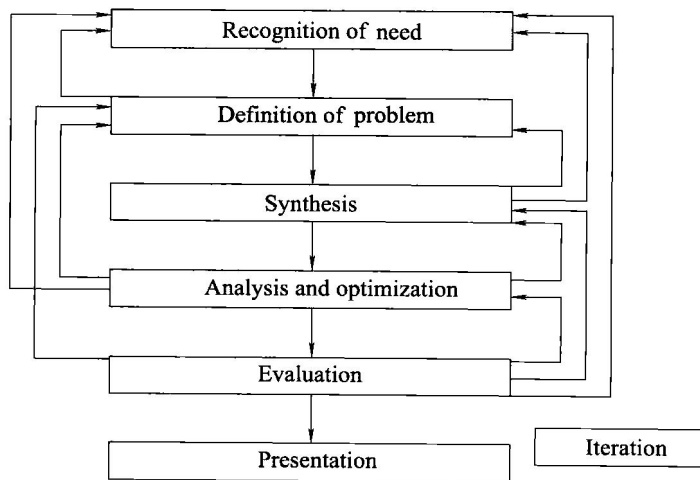 Recognition of need
Definition of problem
Synthesis
Analysis and optimization
Evaluation
Presentation
Iteration